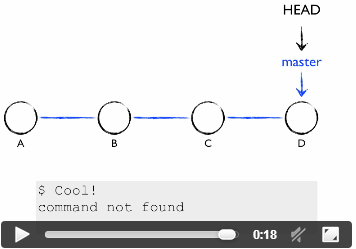 HEAD
master
A B C D
$ Cool!
command not found
0:18